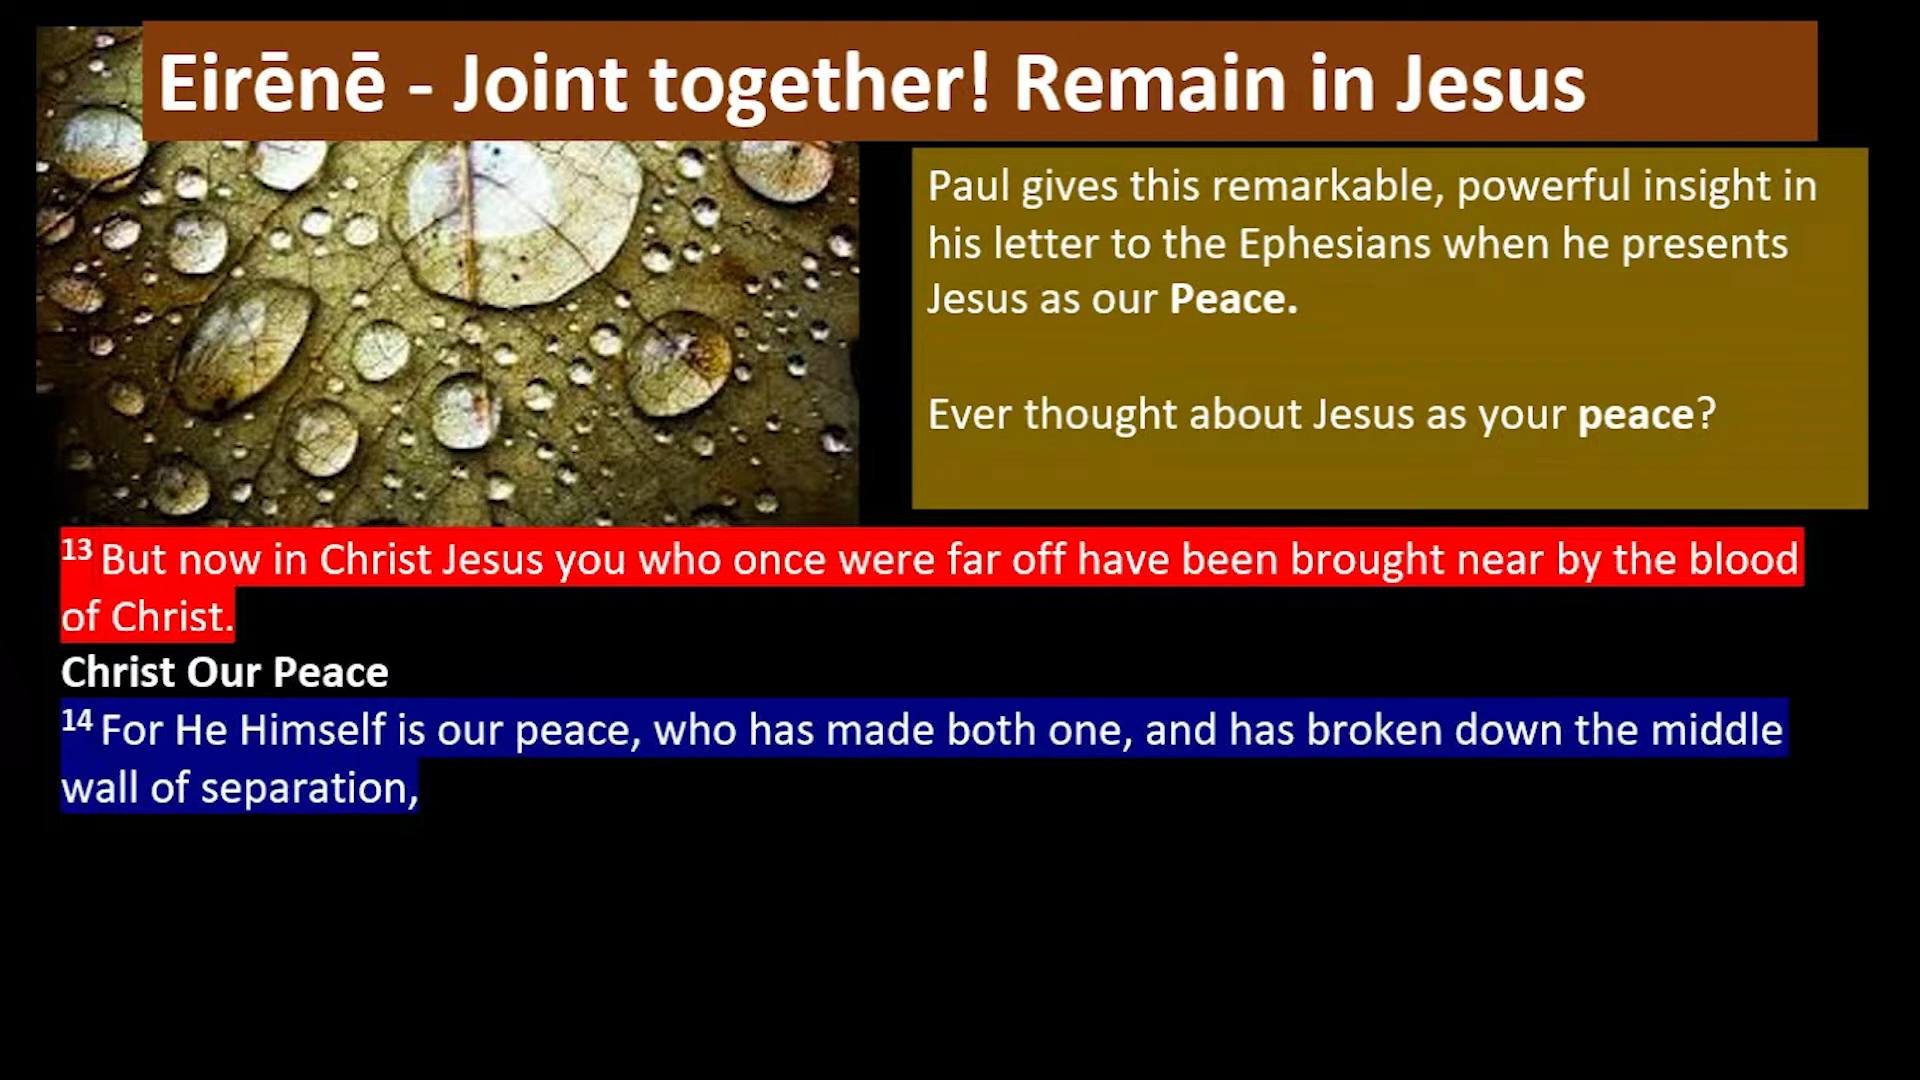 Eirēnē - Joint together! Remain in Jesus
Paul gives this remarkable, powerful insight in
his letter to the Ephesians when he presents
Jesus as our Peace.
Ever thought about Jesus as your peace?
13 But now in Christ Jesus you who once were far off have been brought near by the blood
of Christ.
Christ Our Peace
14 For He Himself is our peace, who has made both one, and has broken down the middle
wall of separation,